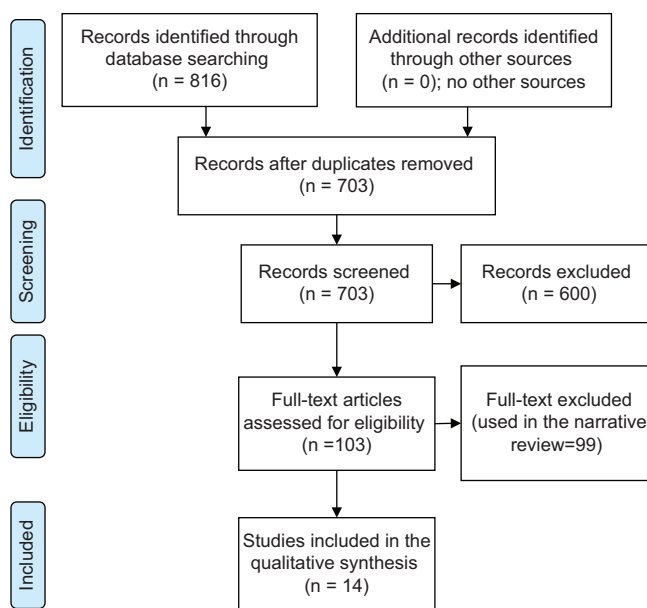 Identification
Records identified through
database searching
(n = 816)
Additional records identified
through other sources
(n = 0); no other sources
Records after duplicates removed
(n = 703)
Screening
Records screened
(n = 703)
Records excluded
(n = 600)
Eligibility
Full-text articles
assessed for eligibility
(n =103)
Full-text excluded
(used in the narrative
review=99)
Included
Studies included in the
qualitative synthesis
(n = 14)